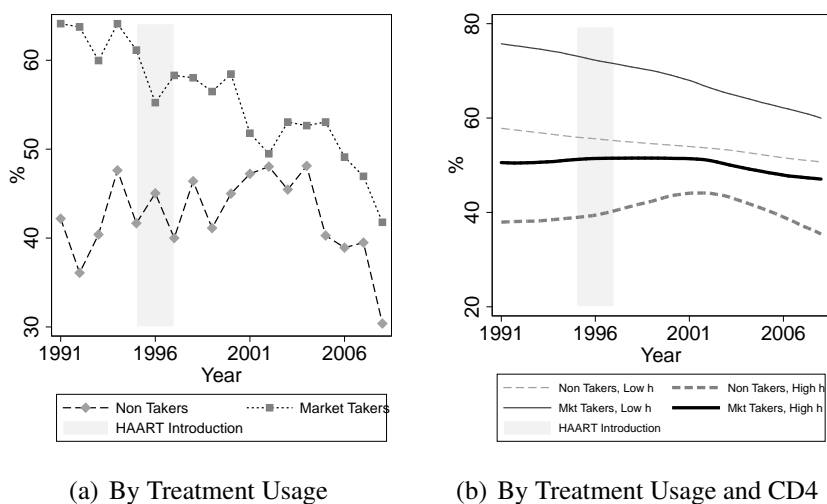 60
50
40
30
%
1991 1996 2001 2006
Year
Non Takers Market Takers
HAART Introduction
(a) By Treatment Usage
80
60
40
20
%
1991 1996 2001 2006
Year
Non Takers, Low h Non Takers, High h
Mkt Takers, Low h Mkt Takers, High h
HAART Introduction
(b) By Treatment Usage and CD4